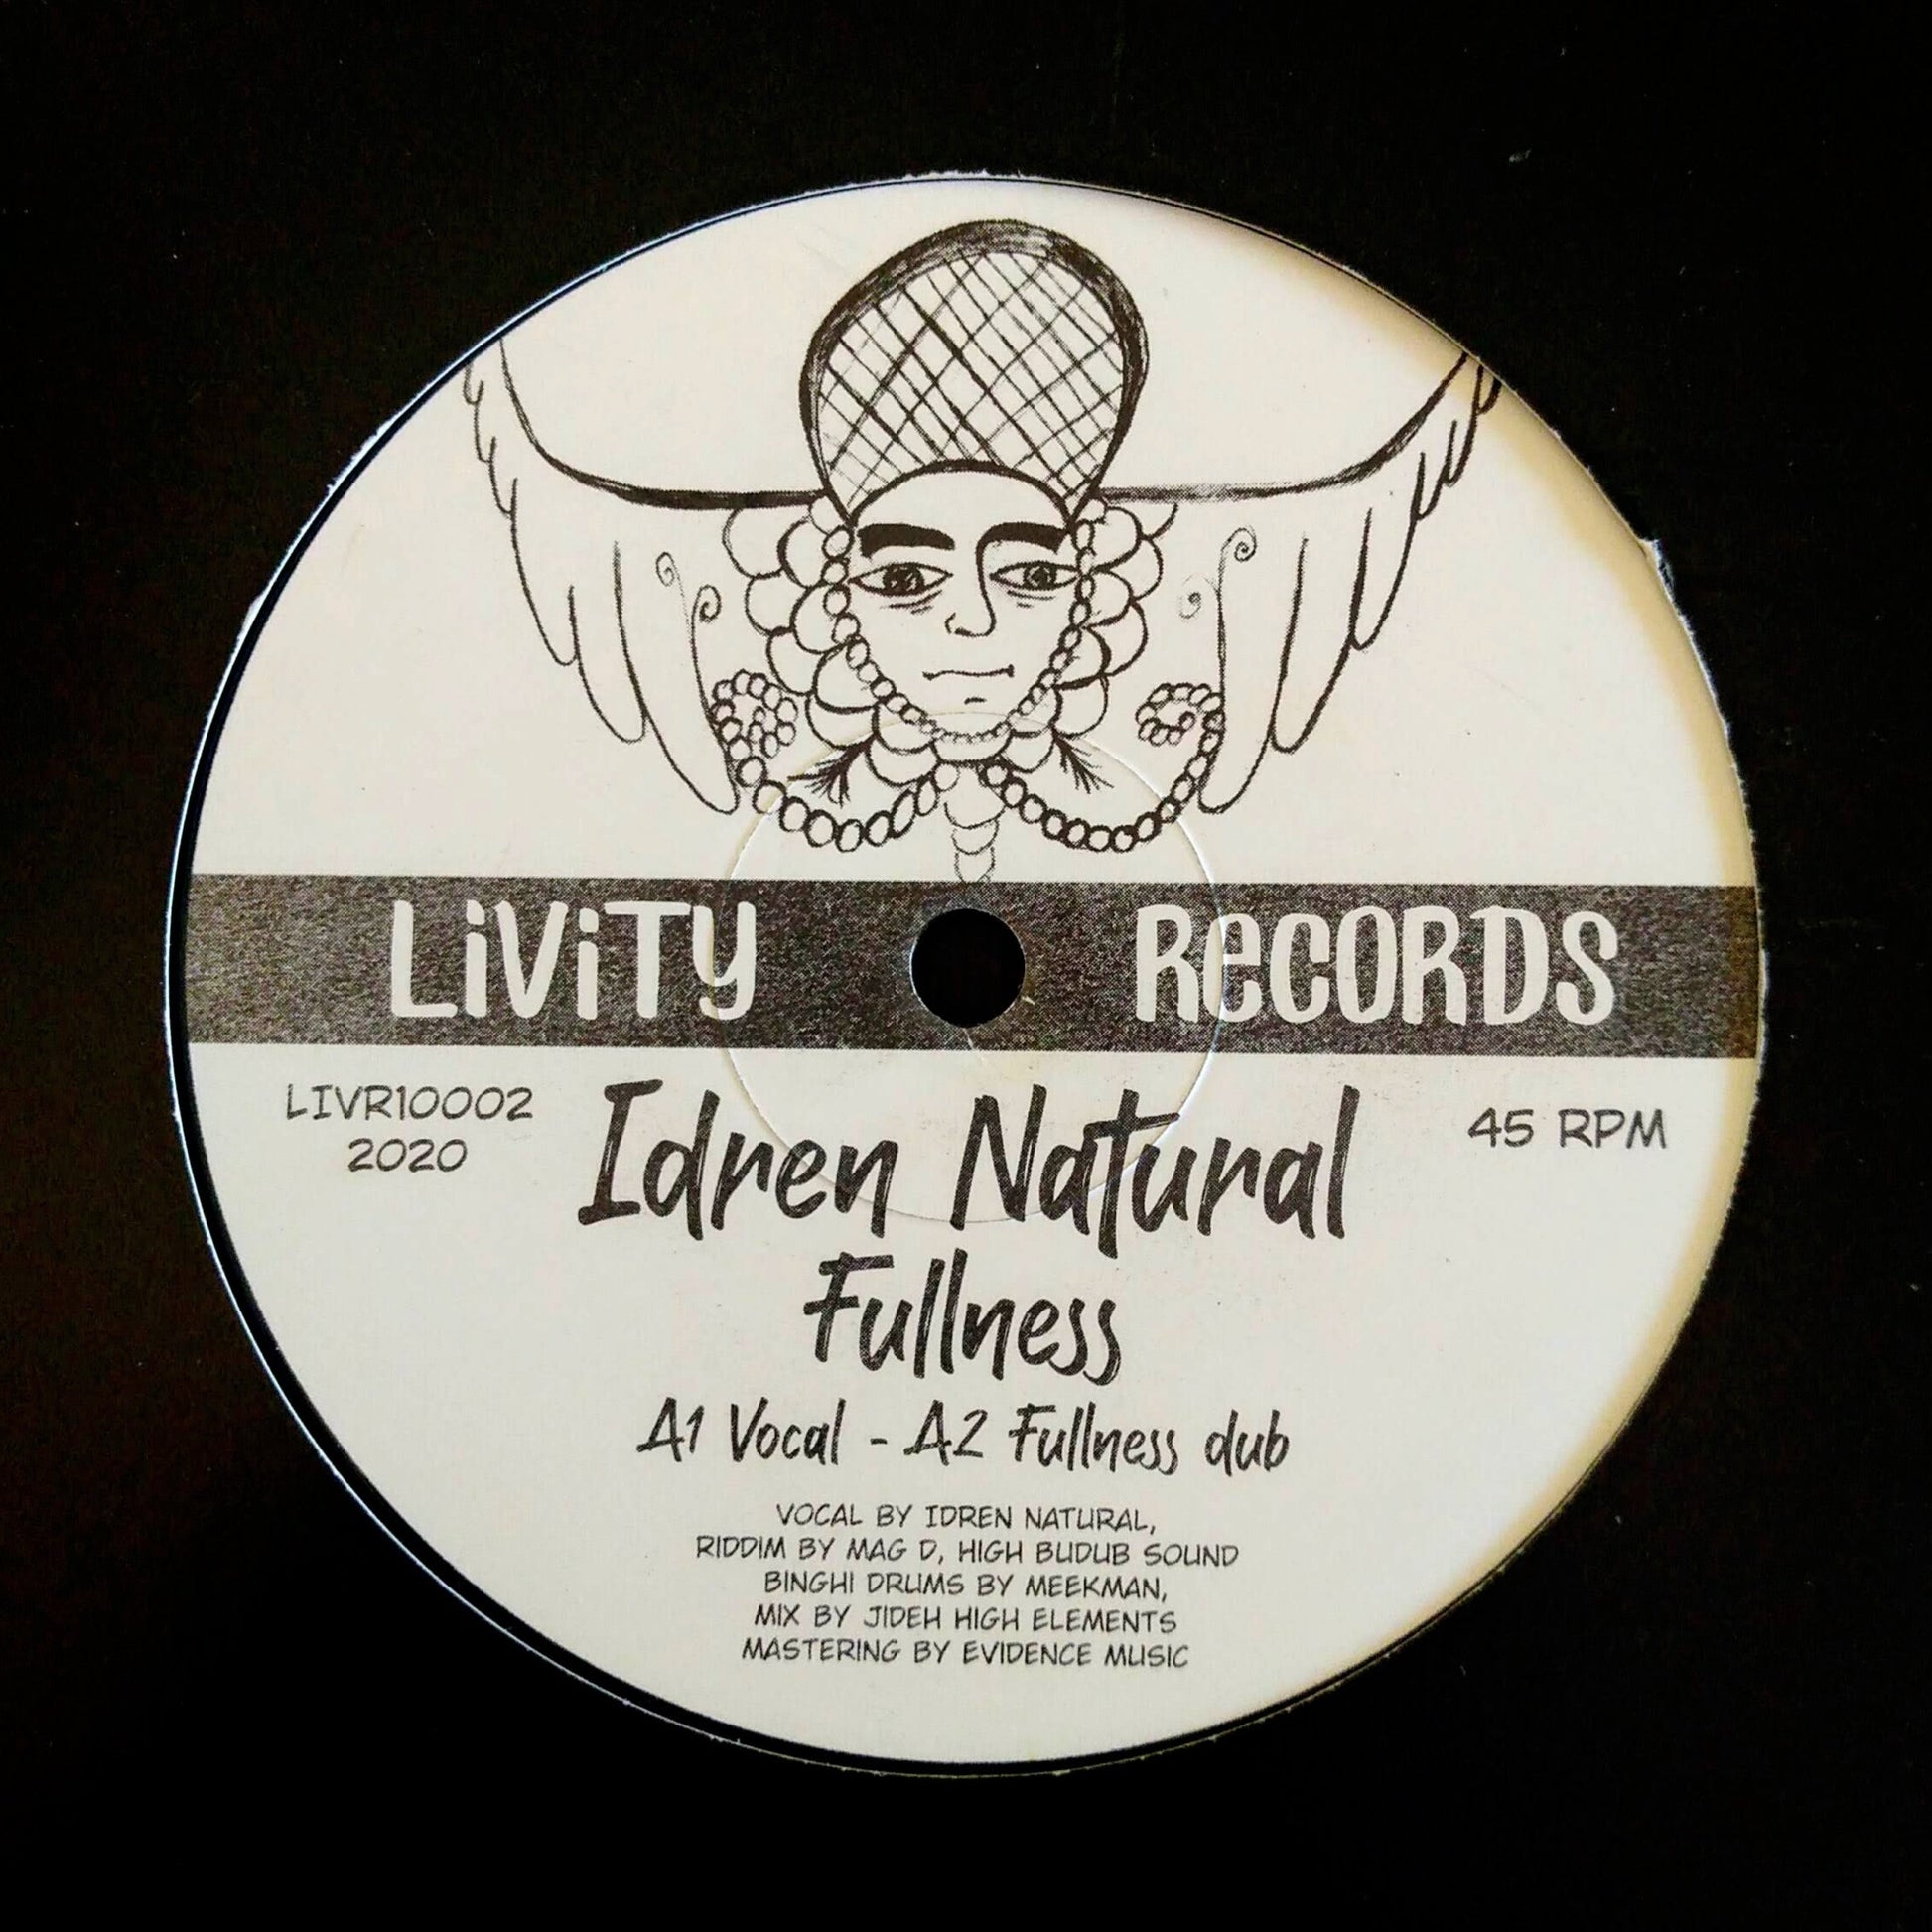 LiViTY ReCORDS
LIVR10002
2020
45 RPM
Idren Natural
Fullness
A1 Vocal - A2 Fullness dub
VOCAL BY IDREN NATURAL,
RIDDIM BY MAG D, HIGH BUDUB SOUND
BINGHI DRUMS BY MEEKMAN,
MIX BY JIDEH HIGH ELEMENTS
MASTERING BY EVIDENCE MUSIC